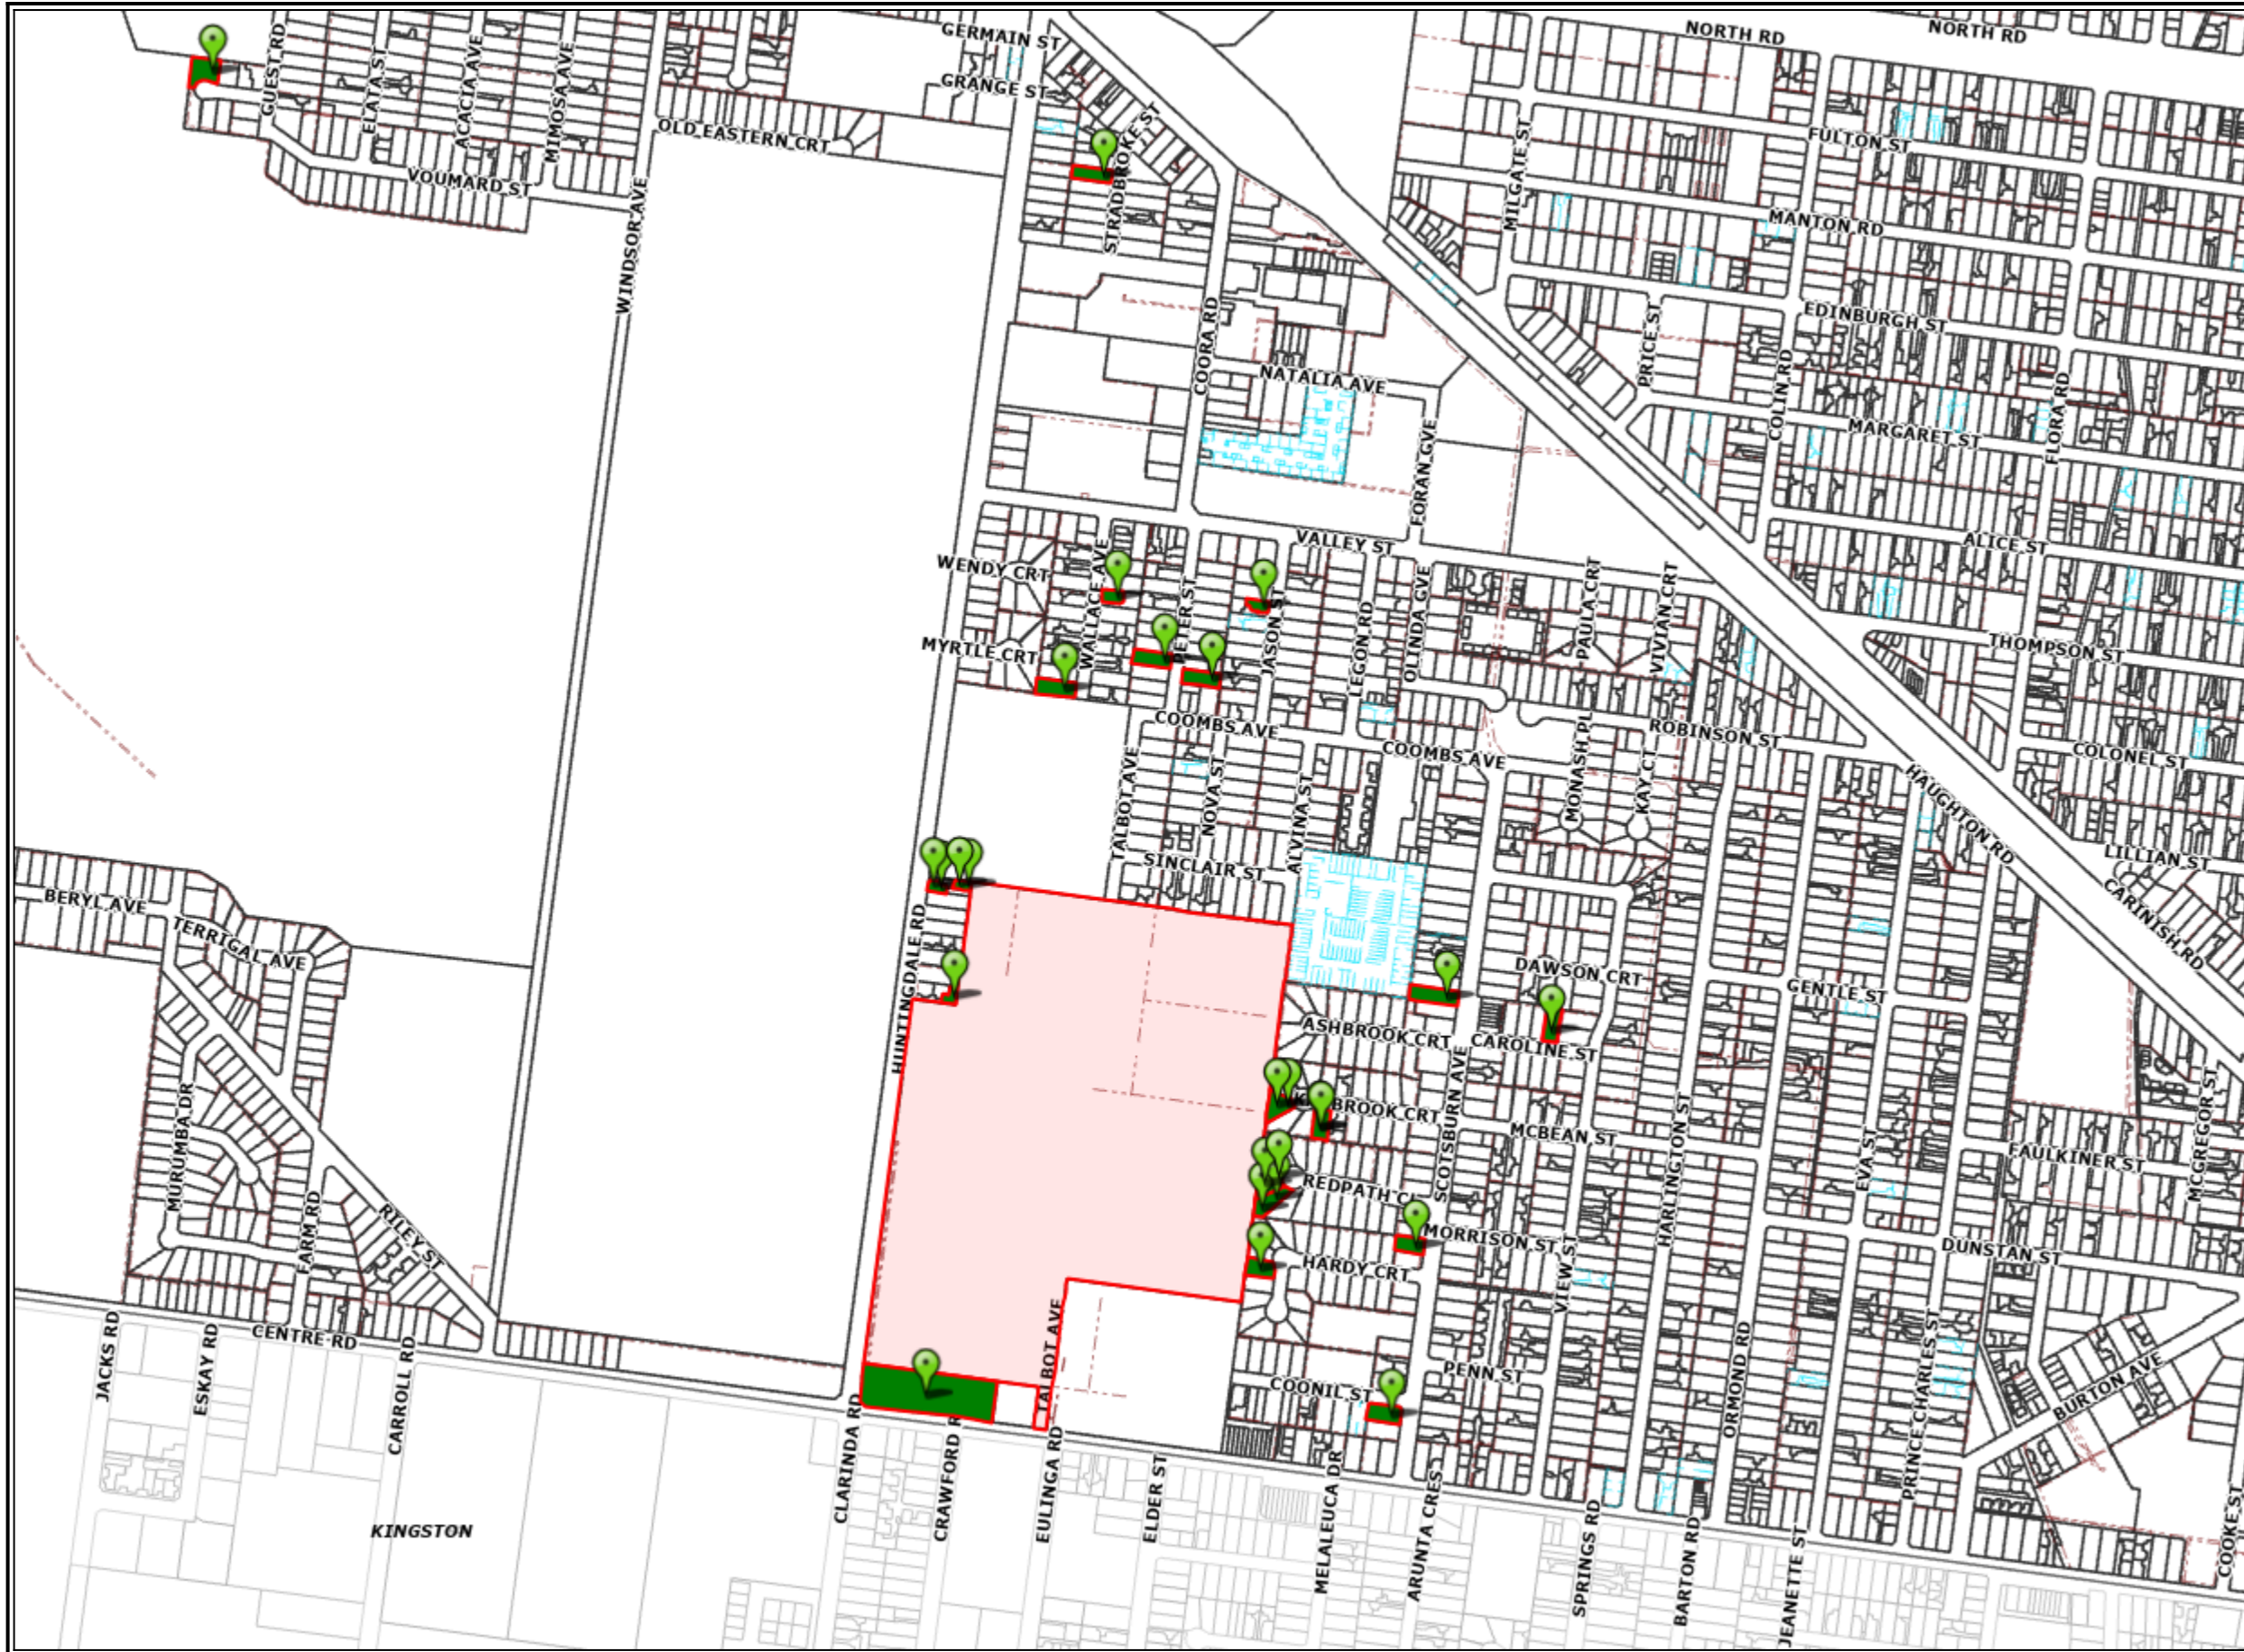 NORTH RD
NORTH RD
GERMAIN ST
GUEST RD
ELATA ST
ACACIA AVE
MIMOSA AVE
GRANGE ST
OLD EASTERN CRT
STRADBROKE ST
FULTON ST
MILGATE ST
VOUMARD ST
WINDSOR AVE
MANTON RD
EDINBURGH ST
COORA RD
PRICE ST
NATALIA AVE
COLIN RD
FLORA RD
MARGARET ST
FORAN GVE
VALLEY ST
ALICE ST
WENDY CRT
WALLACE AVE
PETER ST
JASON ST
LEGON RD
OLINDA GVE
PAULA CRT
VIVIAN CRT
MYRTLE CRT
THOMPSON ST
COOMBS AVE
COOMBS AVE
ROBINSON ST
COLONEL ST
TALBOT AVE
NOVA ST
ALVINA ST
MONASH PL
KAY CT
HAUGHTON RD
SINCLAIR ST
LILLIAN ST
BERYL AVE
TERRIGAL AVE
CARINISH RD
HUNTINGDALE RD
DAWSON CRT
GENTLE ST
ASHBROOK CRT
CAROLINE ST
BROOK CRT
SCOTSBURN AVE
MCBEAN ST
HARLINGTON ST
EVA ST
FAULKINER ST
MCGREGOR ST
MURUMBA DR
REDPATH C
FARM RD
RILEY ST
MORRISON ST
VIEW ST
DUNSTAN ST
HARDY CRT
CENTRE RD
JACKS RD
ESKAY RD
CARROLL RD
TALBOT AVE
PENN ST
COONIL ST
ORMOND RD
PRINCE CHARLES ST
BURTON AVE
CLARINDA RD
CRAWFORD R
EULINGA RD
ELDER ST
MELALEUCA DR
ARUNTA CRES
SPRINGS RD
BARTON RD
JEANETTE ST
COOKE ST
KINGSTON